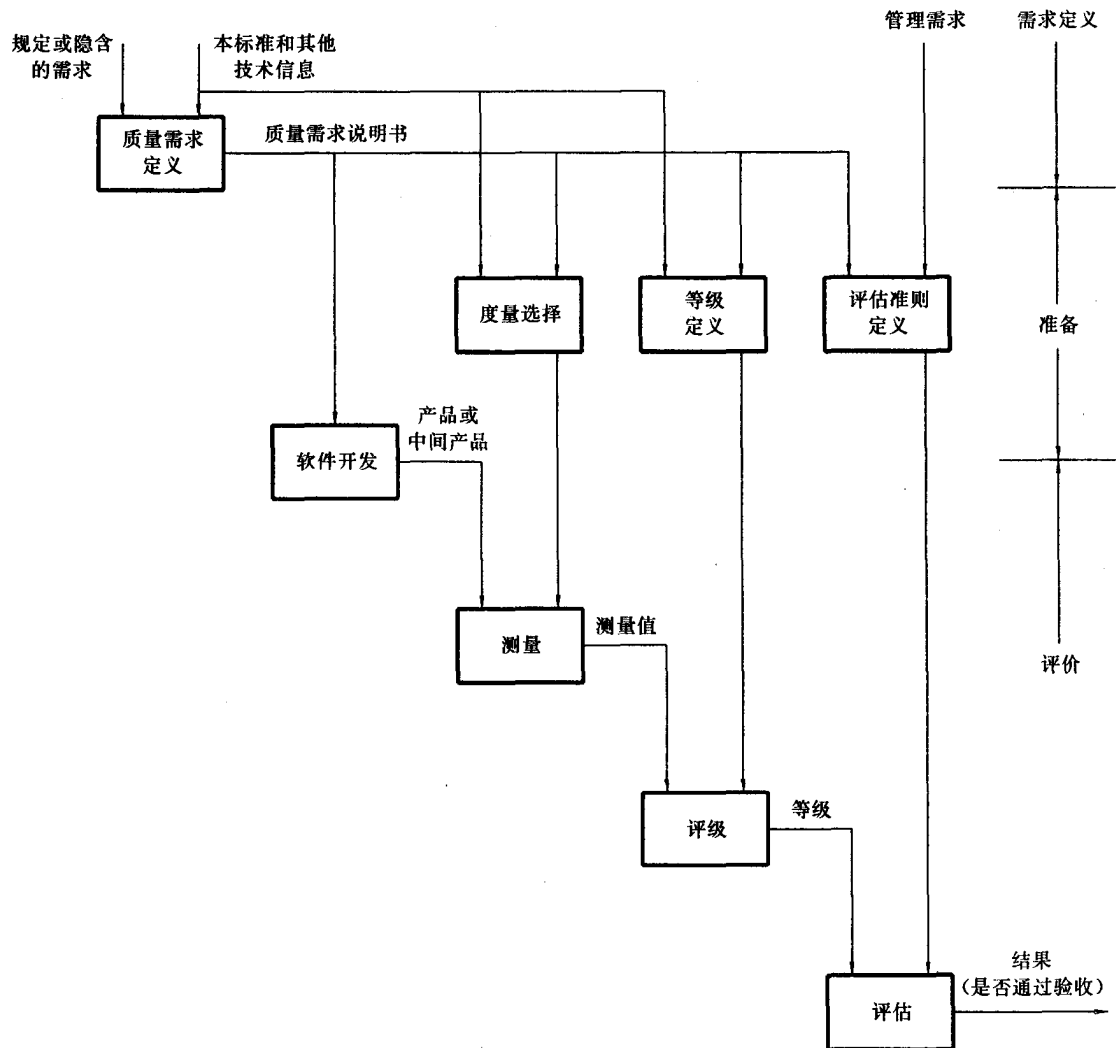 管理需求
需求定义
规定或隐含
的需求
本标准和其他
技术信息
质量需求
定义
质量需求说明书
度量选择
等级
定义
评估准则
定义
准备
产品或
中间产品
软件开发
测量
测量值
评价
评级
等级
评估
结果
（是否通过验收）